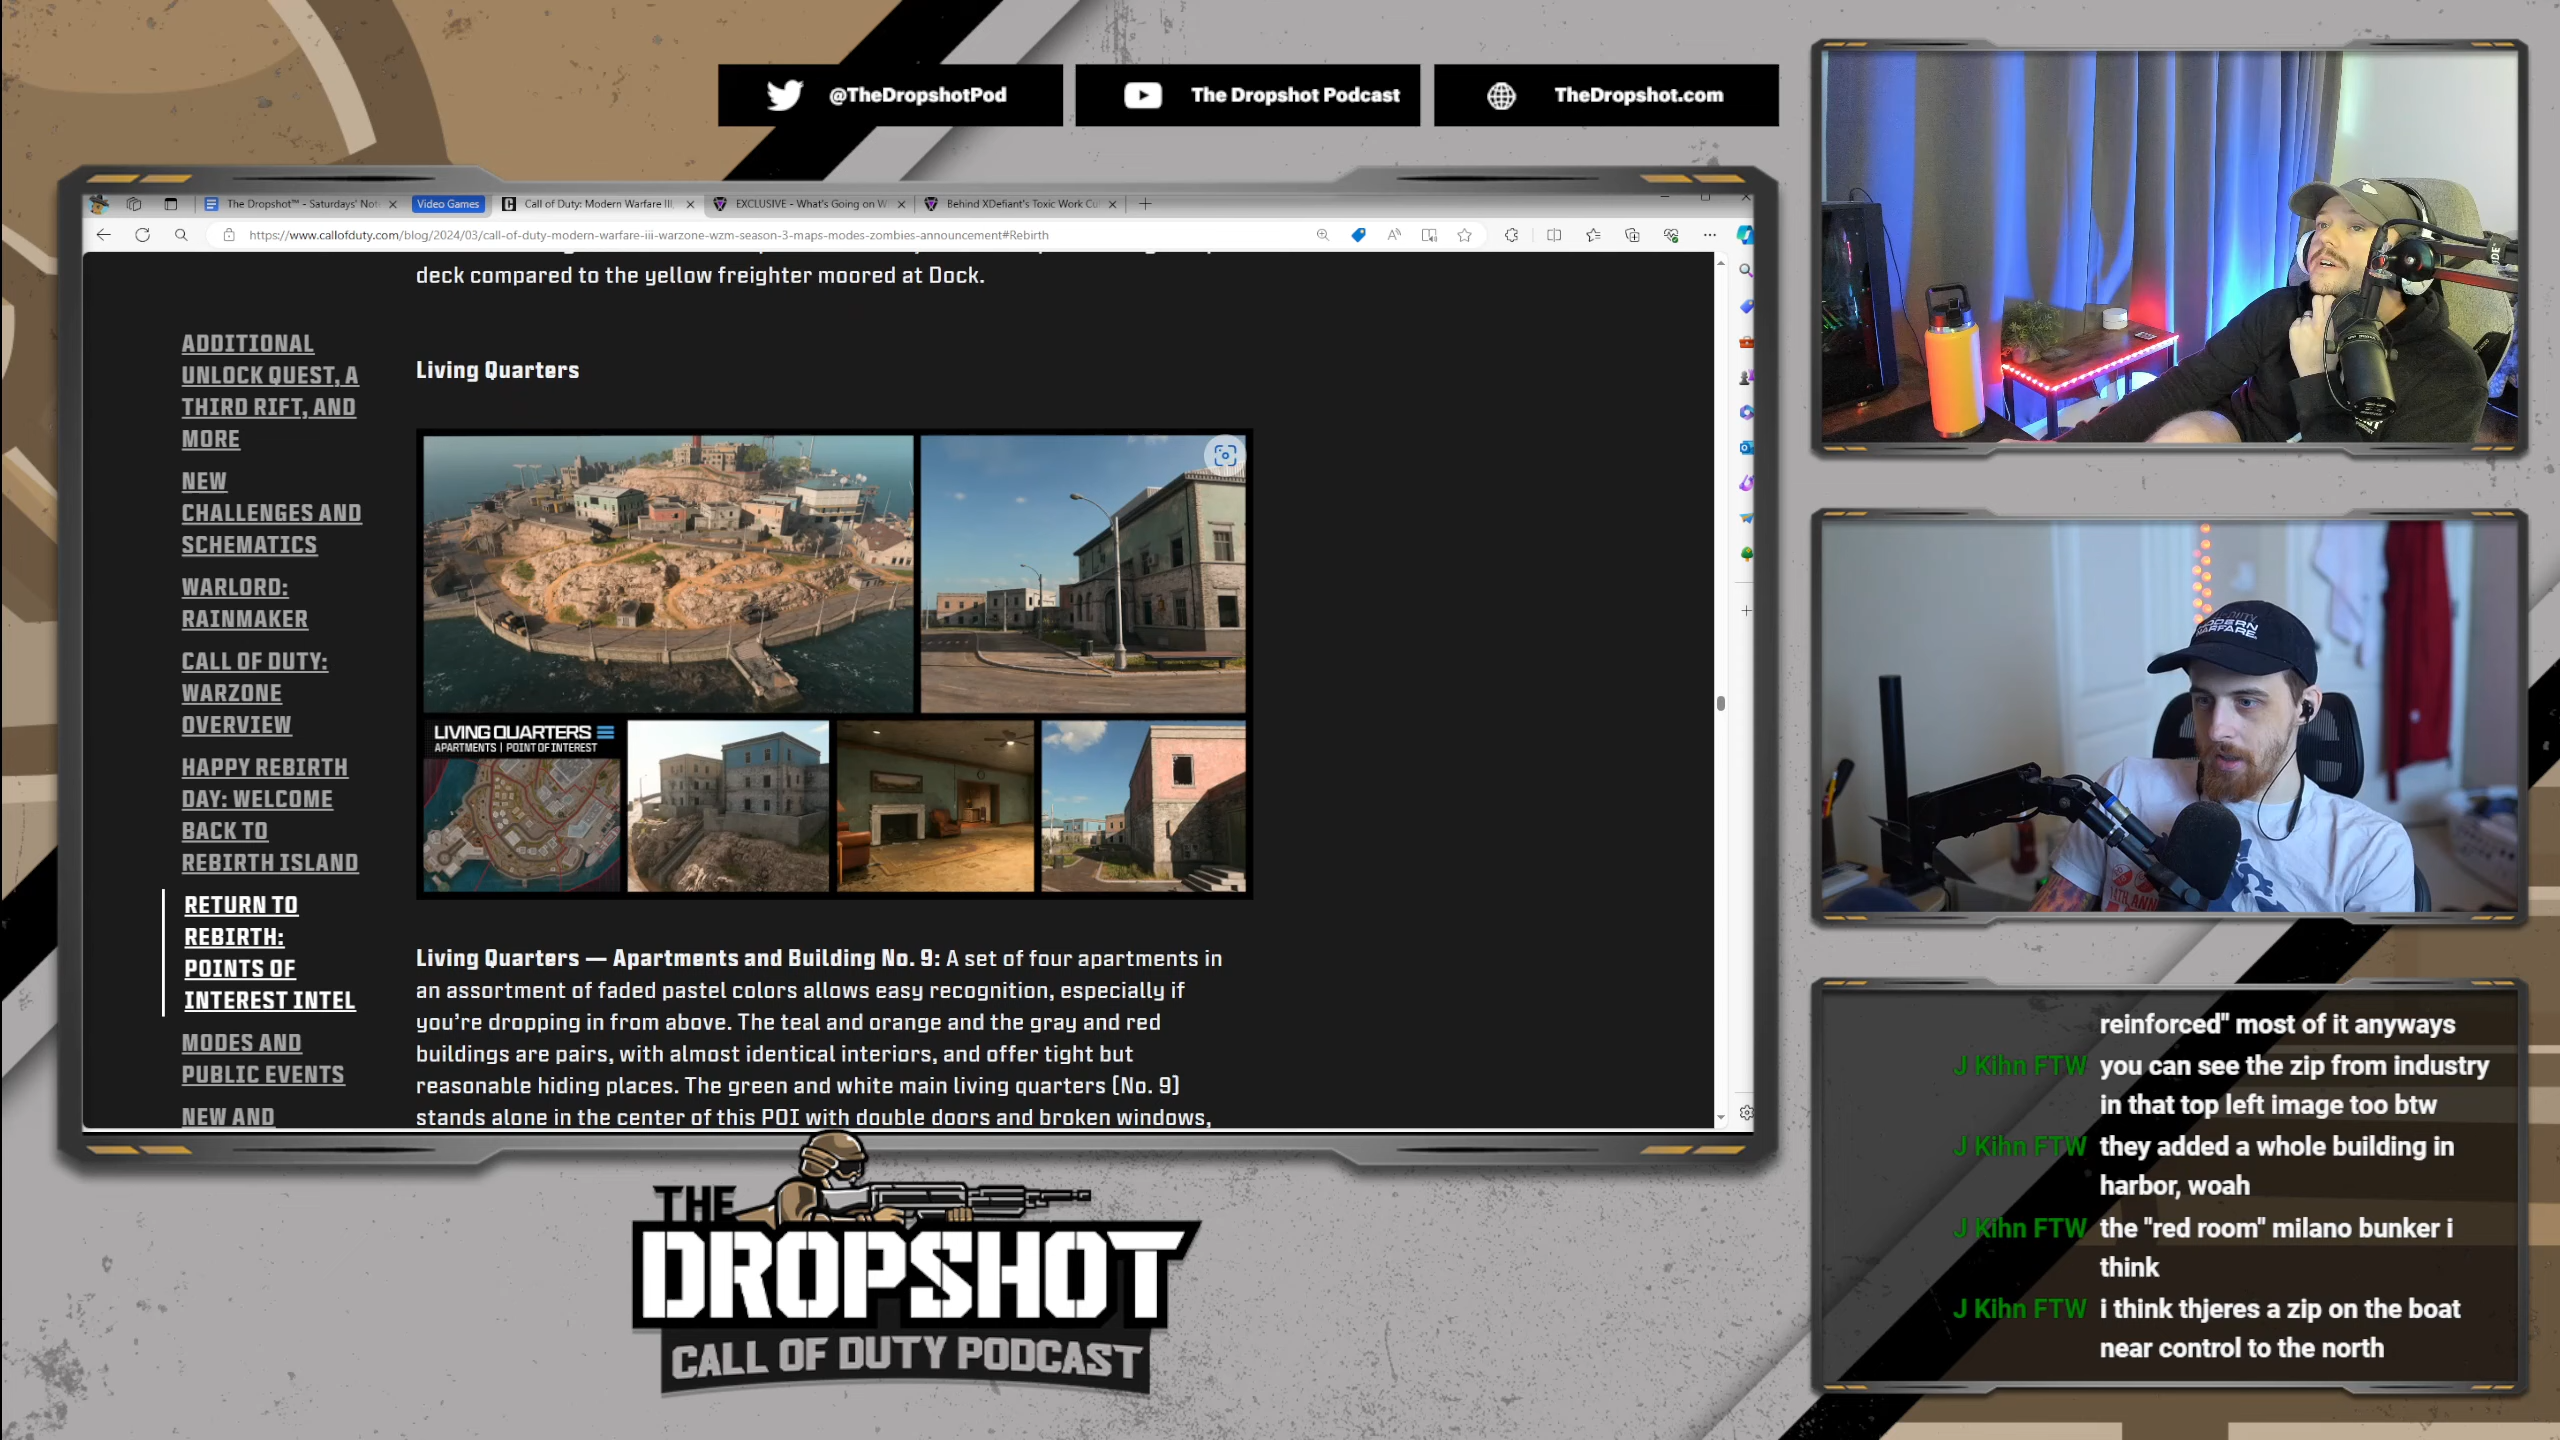 @TheDropshotPod
The Dropshot Podcast
TheDropshot.com
The Dropshot™ - Saturdays' Not
Video Games
Call of Duty: Modern Warfare III,
EXCLUSIVE - What's Going on W
Behind XDefiant's Toxic Work Cu
https://www.callofduty.com/blog/2024/03/call-of-duty-modern-warfare-iii-warzone-wzm-season-3-maps-modes-zombies-announcement#Rebirth
deck compared to the yellow freighter moored at Dock.
ADDITIONAL
UNLOCK QUEST, A
THIRD RIFT, AND
MORE
NEW
CHALLENGES AND
SCHEMATICS
WARLORD:
RAINMAKER
CALL OF DUTY:
WARZONE
OVERVIEW
HAPPY REBIRTH
DAY: WELCOME
BACK TO
REBIRTH ISLAND
RETURN TO
REBIRTH:
POINTS OF
INTEREST INTEL
MODES AND
PUBLIC EVENTS
NEW AND
Living Quarters
LIVING QUARTERS
APARTMENTS | POINT OF INTEREST
Living Quarters — Apartments and Building No. 9: A set of four apartments in
an assortment of faded pastel colors allows easy recognition, especially if
you're dropping in from above. The teal and orange and the gray and red
buildings are pairs, with almost identical interiors, and offer tight but
reasonable hiding places. The green and white main living quarters (No. 9)
stands alone in the center of this POI with double doors and broken windows,
MODERN
WARFARE
reinforced" most of it anyways
J Kihn FTW you can see the zip from industry
in that top left image too btw
J Kihn FTW they added a whole building in
harbor, woah
J Kihn FTW the "red room" milano bunker i
think
J Kihn FTW i think thjeres a zip on the boat
near control to the north
THE
DROPSHOT
CALL OF DUTY PODCAST